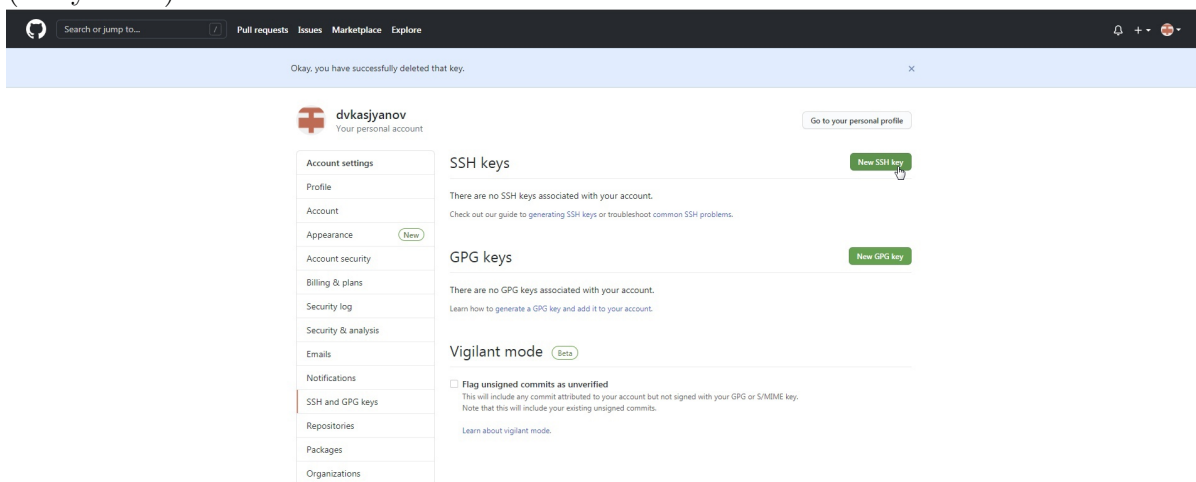 Search or jump to... /
Pull requests Issues Marketplace Explore
Okay, you have successfully deleted that key.
dvkasjyanov
Your personal account
Go to your personal profile
Account settings
Profile
Account
Appearance New
Account security
Billing & plans
Security log
Security & analysis
Emails
Notifications
SSH and GPG keys
Repositories
Packages
Organizations
SSH keys
New SSH key
There are no SSH keys associated with your account.
Check out our guide to generating SSH keys or troubleshoot common SSH problems.
GPG keys
New GPG key
There are no GPG keys associated with your account.
Learn how to generate a GPG key and add it to your account.
Vigilant mode Beta
Flag unsigned commits as unverified
This will include any commit attributed to your account but not signed with your GPG or S/MIME key.
Note that this will include your existing unsigned commits.
Learn about vigilant mode.